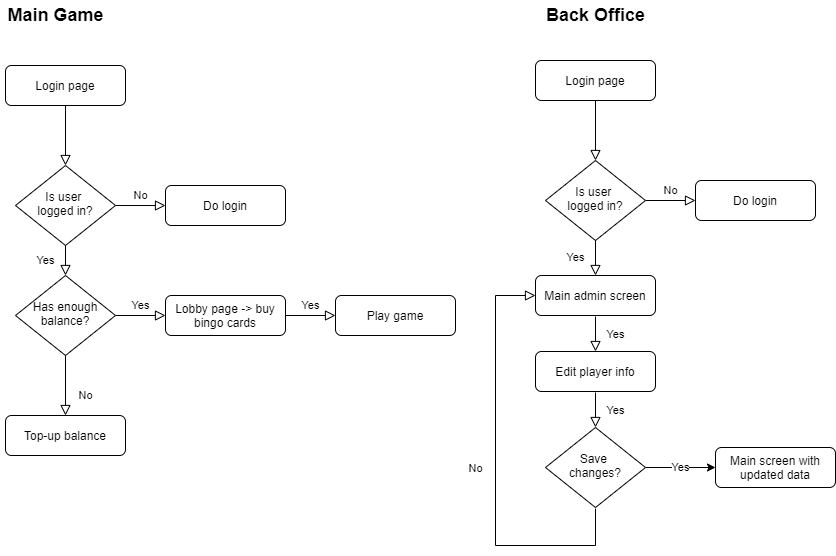 Main Game
Login page
Is user
logged in?
No
Do login
Yes
Has enough
balance?
Yes
Lobby page -> buy
bingo cards
Yes
Play game
No
Top-up balance
Back Office
Login page
Is user
logged in?
No
Do login
Yes
Main admin screen
Yes
Edit player info
Yes
Save
changes?
Yes
Main screen with
updated data
No